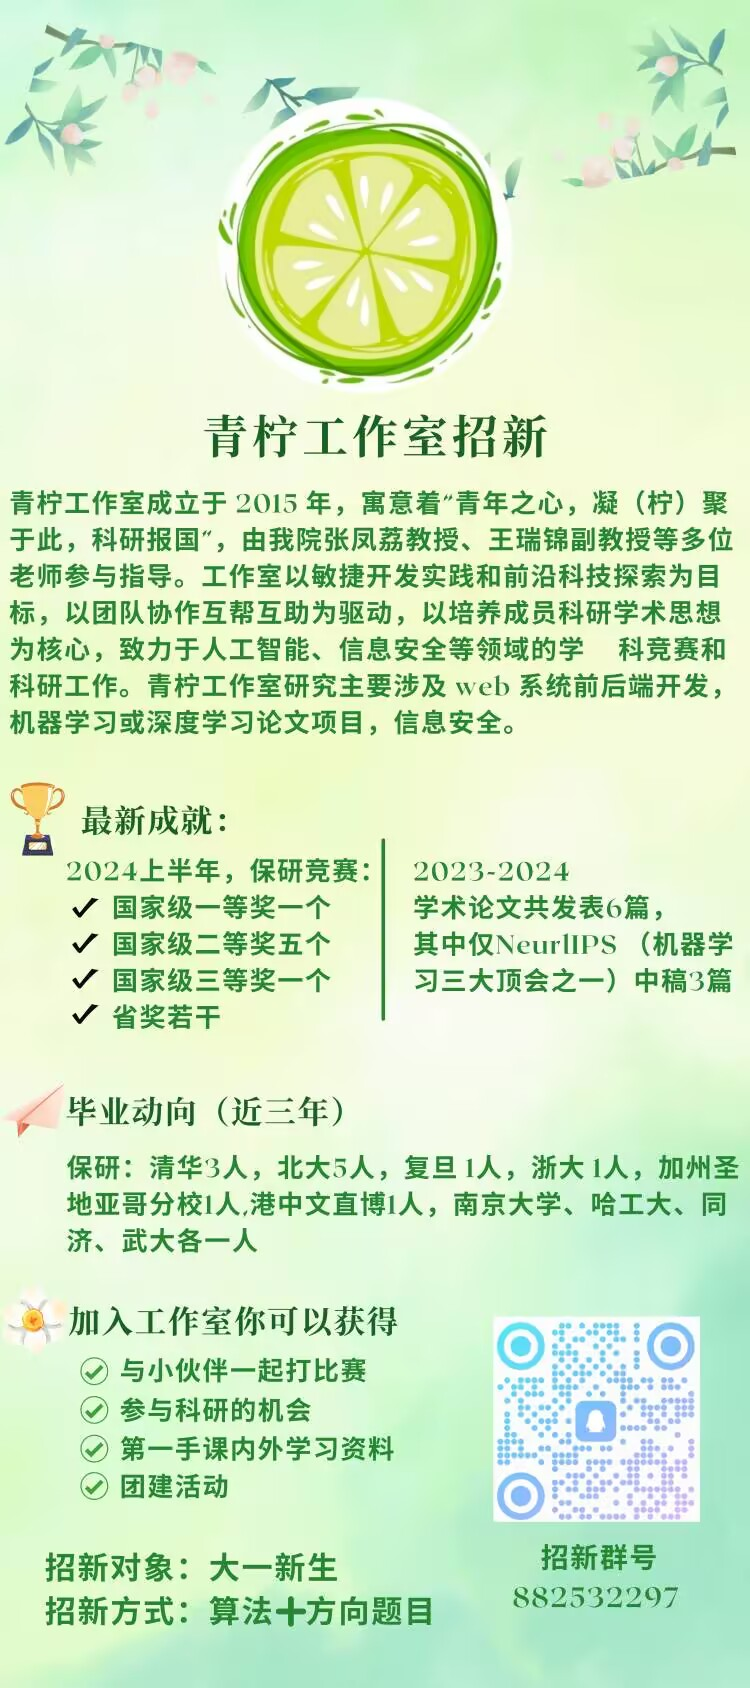 青柠工作室招新
青柠工作室成立于 2015 年，寓意着"青年之心，凝（柠）聚
于此，科研报国"，由我院张凤荔教授、王瑞锦副教授等多位
老师参与指导。工作室以敏捷开发实践和前沿科技探索为目
标，以团队协作互帮互助为驱动，以培养成员科研学术思想
为核心，致力于人工智能、信息安全等领域的学 科竞赛和
科研工作。青柠工作室研究主要涉及 web 系统前后端开发，
机器学习或深度学习论文项目，信息安全。
最新成就：
2024上半年，保研竞赛：
国家级一等奖一个
国家级二等奖五个
国家级三等奖一个
省奖若干
2023-2024
学术论文共发表6篇，
其中仅NeurlIPS（机器学
习三大顶会之一）中稿3篇
毕业动向（近三年）
保研：清华3人，北大5人，复旦 1人，浙大 1人，加州圣
地亚哥分校1人,港中文直博1人，南京大学、哈工大、同
济、武大各一人
加入工作室你可以获得
与小伙伴一起打比赛
参与科研的机会
第一手课内外学习资料
团建活动
招新对象：大一新生
招新方式：算法➕方向题目
招新群号
882532297